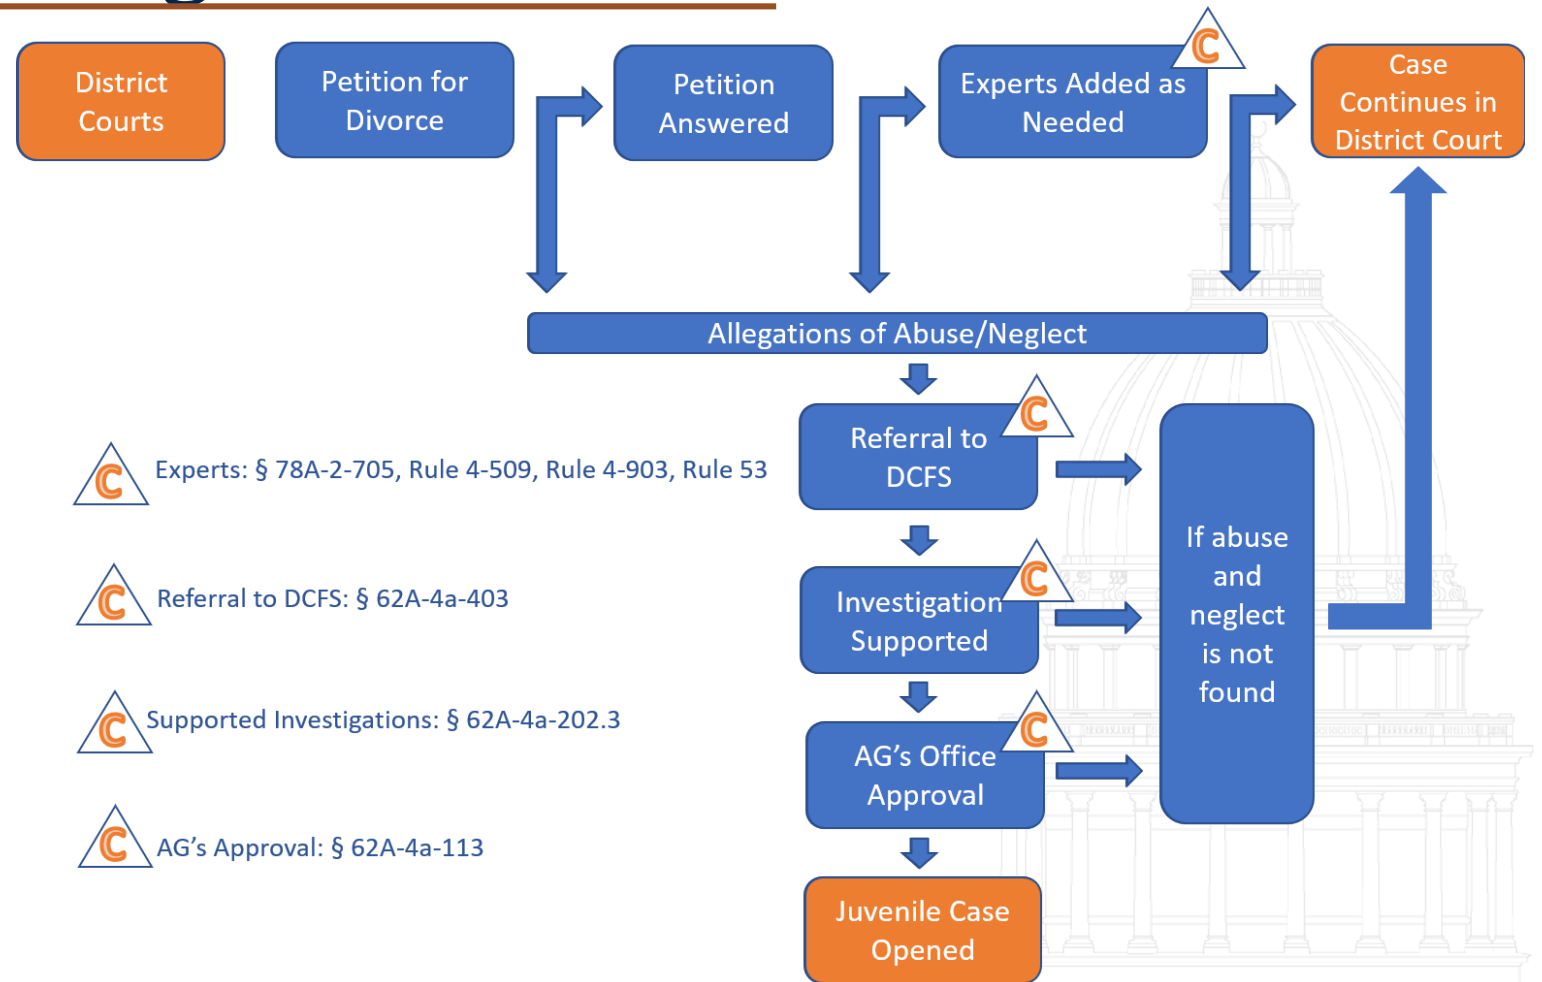 District
Courts
Petition for
Divorce
Petition
Answered
Experts Added as
Needed
C
Case
Continues in
District Court
Allegations of Abuse/Neglect
Referral to
DCFS
C
Investigation
Supported
C
AG’s Office
Approval
C
Juvenile Case
Opened
If abuse
and
neglect
is not
found
C
Experts: § 78A-2-705, Rule 4-509, Rule 4-903, Rule 53
C
Referral to DCFS: § 62A-4a-403
C
Supported Investigations: § 62A-4a-202.3
C
AG’s Approval: § 62A-4a-113